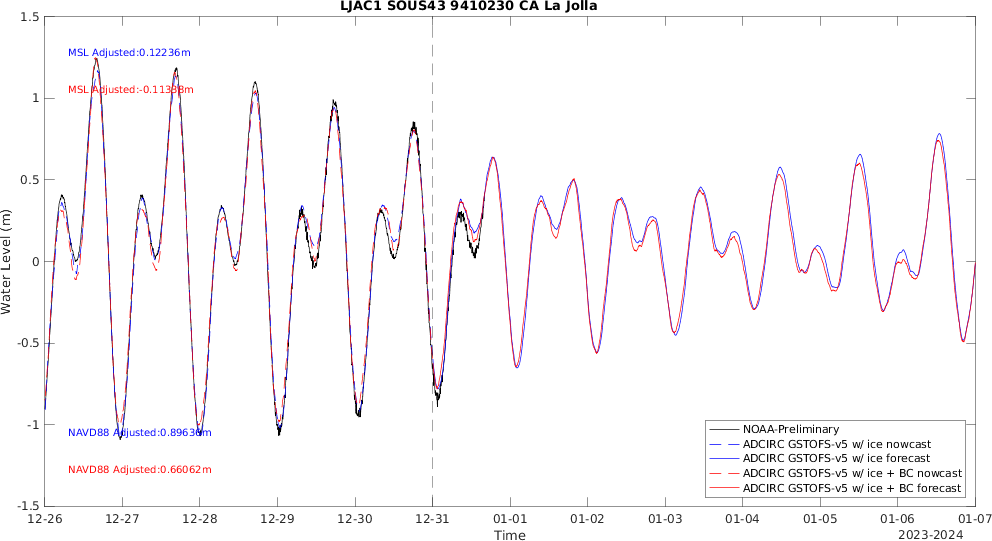 LJAC1 SOUS43 9410230 CA La Jolla
1.5
1
0.5
0
-0.5
-1
-1.5
Water Level (m)
MSL Adjusted:0.12236m
MSL Adjusted:-0.11338m
NAVD88 Adjusted:0.89636m
NAVD88 Adjusted:0.66062m
NOAA-Preliminary
ADCIRC GSTOFS-v5 w/ ice nowcast
ADCIRC GSTOFS-v5 w/ ice forecast
ADCIRC GSTOFS-v5 w/ ice + BC nowcast
ADCIRC GSTOFS-v5 w/ ice + BC forecast
12-26 12-27 12-28 12-29 12-30 12-31 01-01 01-02 01-03 01-04 01-05 01-06 01-07
Time
2023-2024